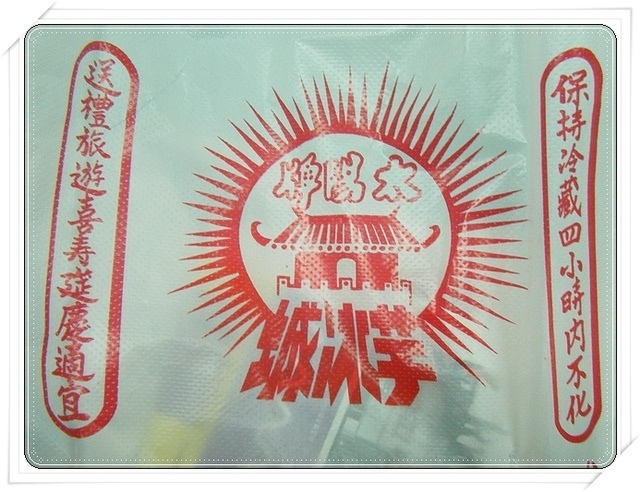 保持冷藏四小時內不化
太陽牌
芋冰城
送禮旅遊喜壽延慶適宜